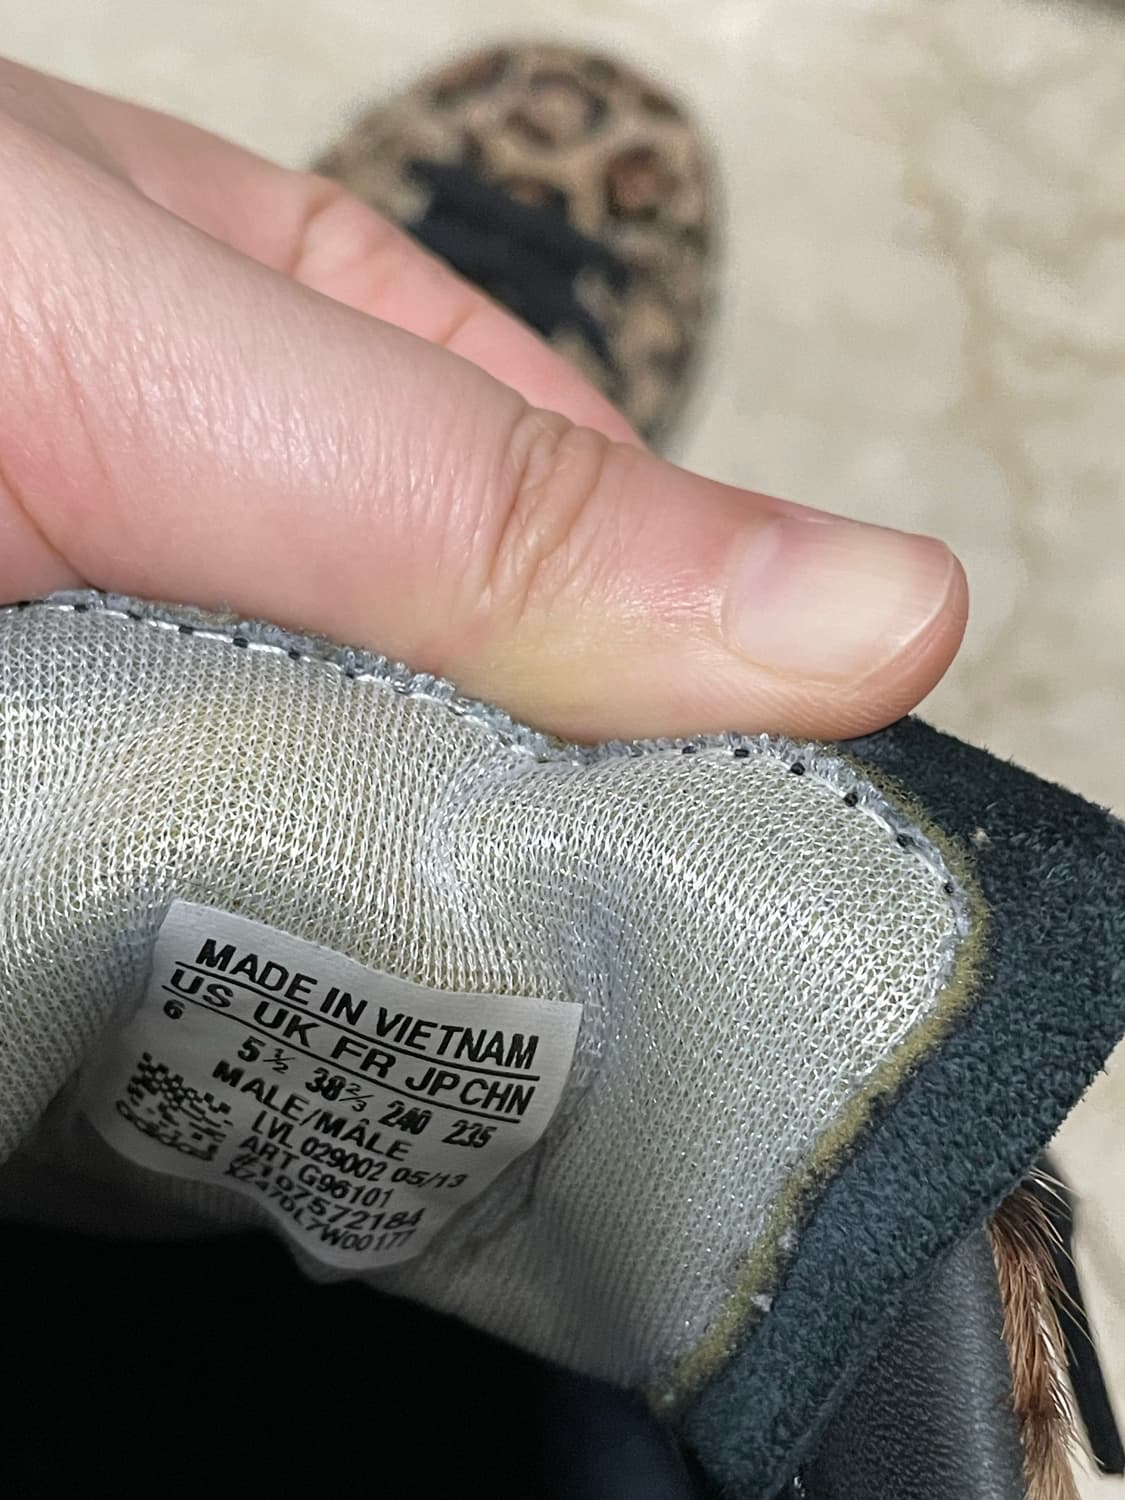 MADE IN VIETNAM
US UK FR JP CHN
6 5½ 38⅔ 240 235
MALE/MÂLE
LVL 029002 05/13
ART G96101